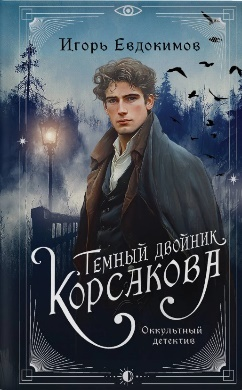 Игорь Евдокимов
Темный двойник
Корсакова
Оккультный
детектив